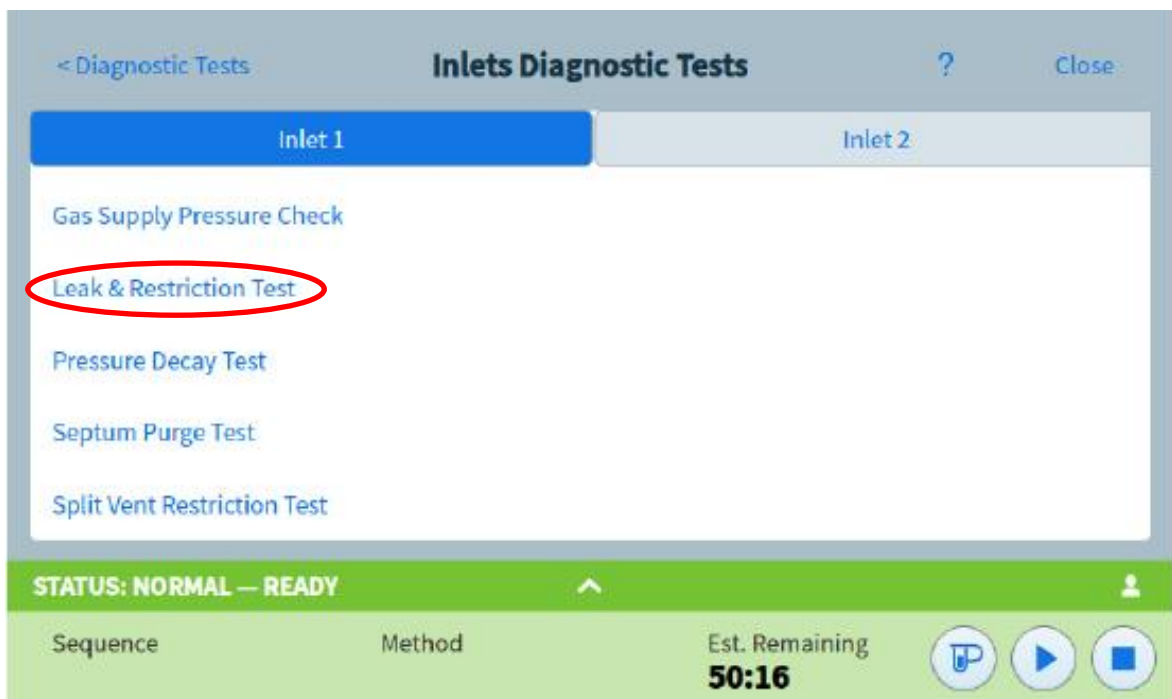 < Diagnostic Tests Inlets Diagnostic Tests ? Close
Inlet 1 Inlet 2
Gas Supply Pressure Check
Leak & Restriction Test
Pressure Decay Test
Septum Purge Test
Split Vent Restriction Test
STATUS: NORMAL — READY
Sequence Method Est. Remaining
50:16